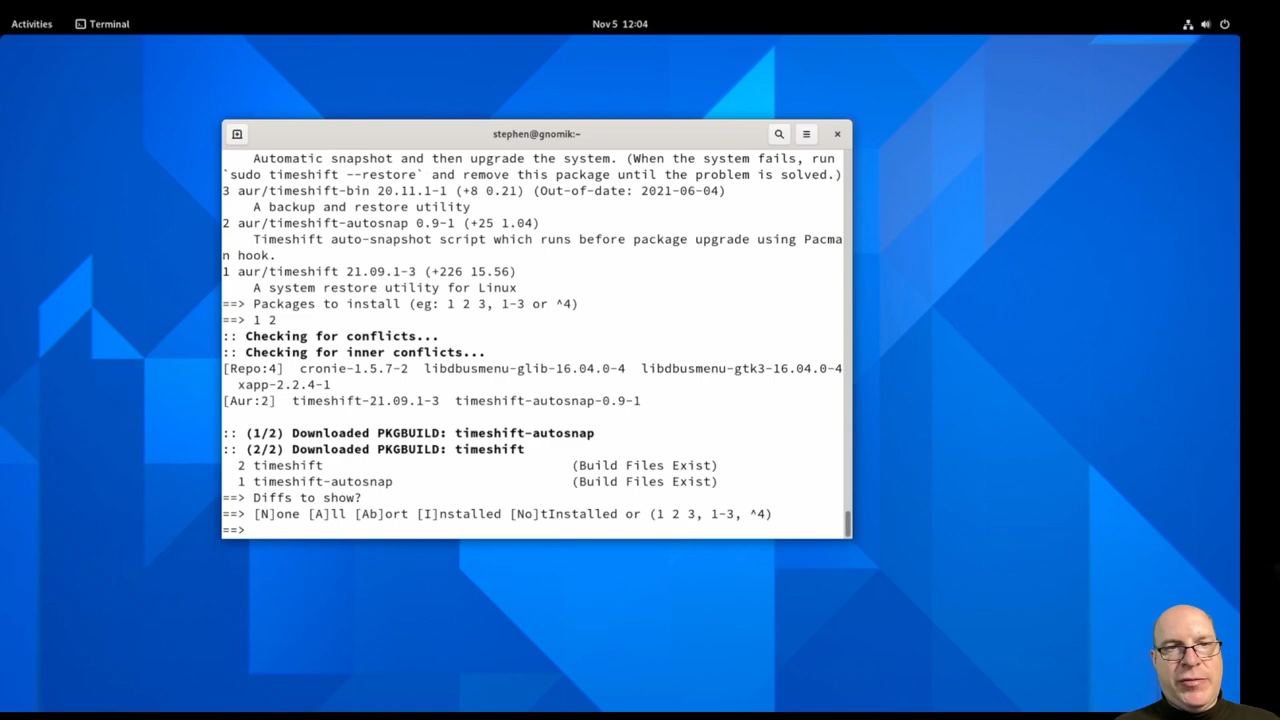 Activities
Terminal
Nov 5 12:04
stephen@gnomik:~
Automatic snapshot and then upgrade the system. (When the system fails, run
`sudo timeshift --restore` and remove this package until the problem is solved.)
3 aur/timeshift-bin 20.11.1-1 (+8 0.21) (Out-of-date: 2021-06-04)
A backup and restore utility
2 aur/timeshift-autosnap 0.9-1 (+25 1.04)
Timeshift auto-snapshot script which runs before package upgrade using Pacma
n hook.
1 aur/timeshift 21.09.1-3 (+226 15.56)
A system restore utility for Linux
==> Packages to install (eg: 1 2 3, 1-3 or ^4)
==> 1 2
:: Checking for conflicts...
:: Checking for inner conflicts...
[Repo:4]  cronie-1.5.7-2  libdbusmenu-glib-16.04.0-4  libdbusmenu-gtk3-16.04.0-4
xapp-2.2.4-1
[Aur:2]  timeshift-21.09.1-3  timeshift-autosnap-0.9-1
:: (1/2) Downloaded PKGBUILD: timeshift-autosnap
:: (2/2) Downloaded PKGBUILD: timeshift
2 timeshift (Build Files Exist)
1 timeshift-autosnap (Build Files Exist)
==> Diffs to show?
==> [N]one [A]ll [Ab]ort [I]nstalled [No]tInstalled or (1 2 3, 1-3, ^4)
==>